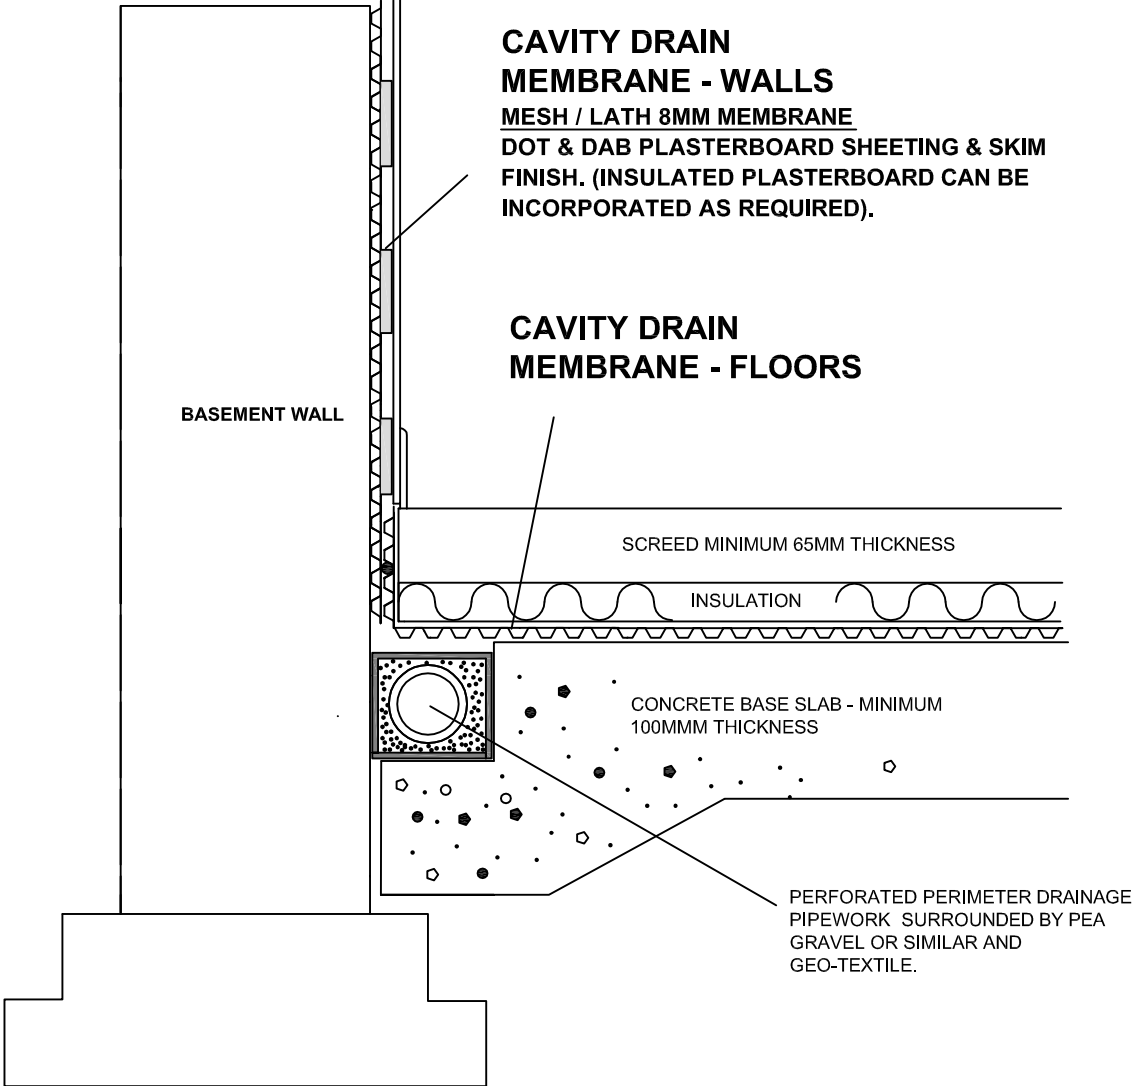 CAVITY DRAIN
MEMBRANE - WALLS
MESH / LATH 8MM MEMBRANE
DOT & DAB PLASTERBOARD SHEETING & SKIM
FINISH. (INSULATED PLASTERBOARD CAN BE
INCORPORATED AS REQUIRED).
CAVITY DRAIN
MEMBRANE - FLOORS
BASEMENT WALL
SCREED MINIMUM 65MM THICKNESS
INSULATION
CONCRETE BASE SLAB - MINIMUM
100MMM THICKNESS
PERFORATED PERIMETER DRAINAGE
PIPEWORK SURROUNDED BY PEA
GRAVEL OR SIMILAR AND
GEO-TEXTILE.